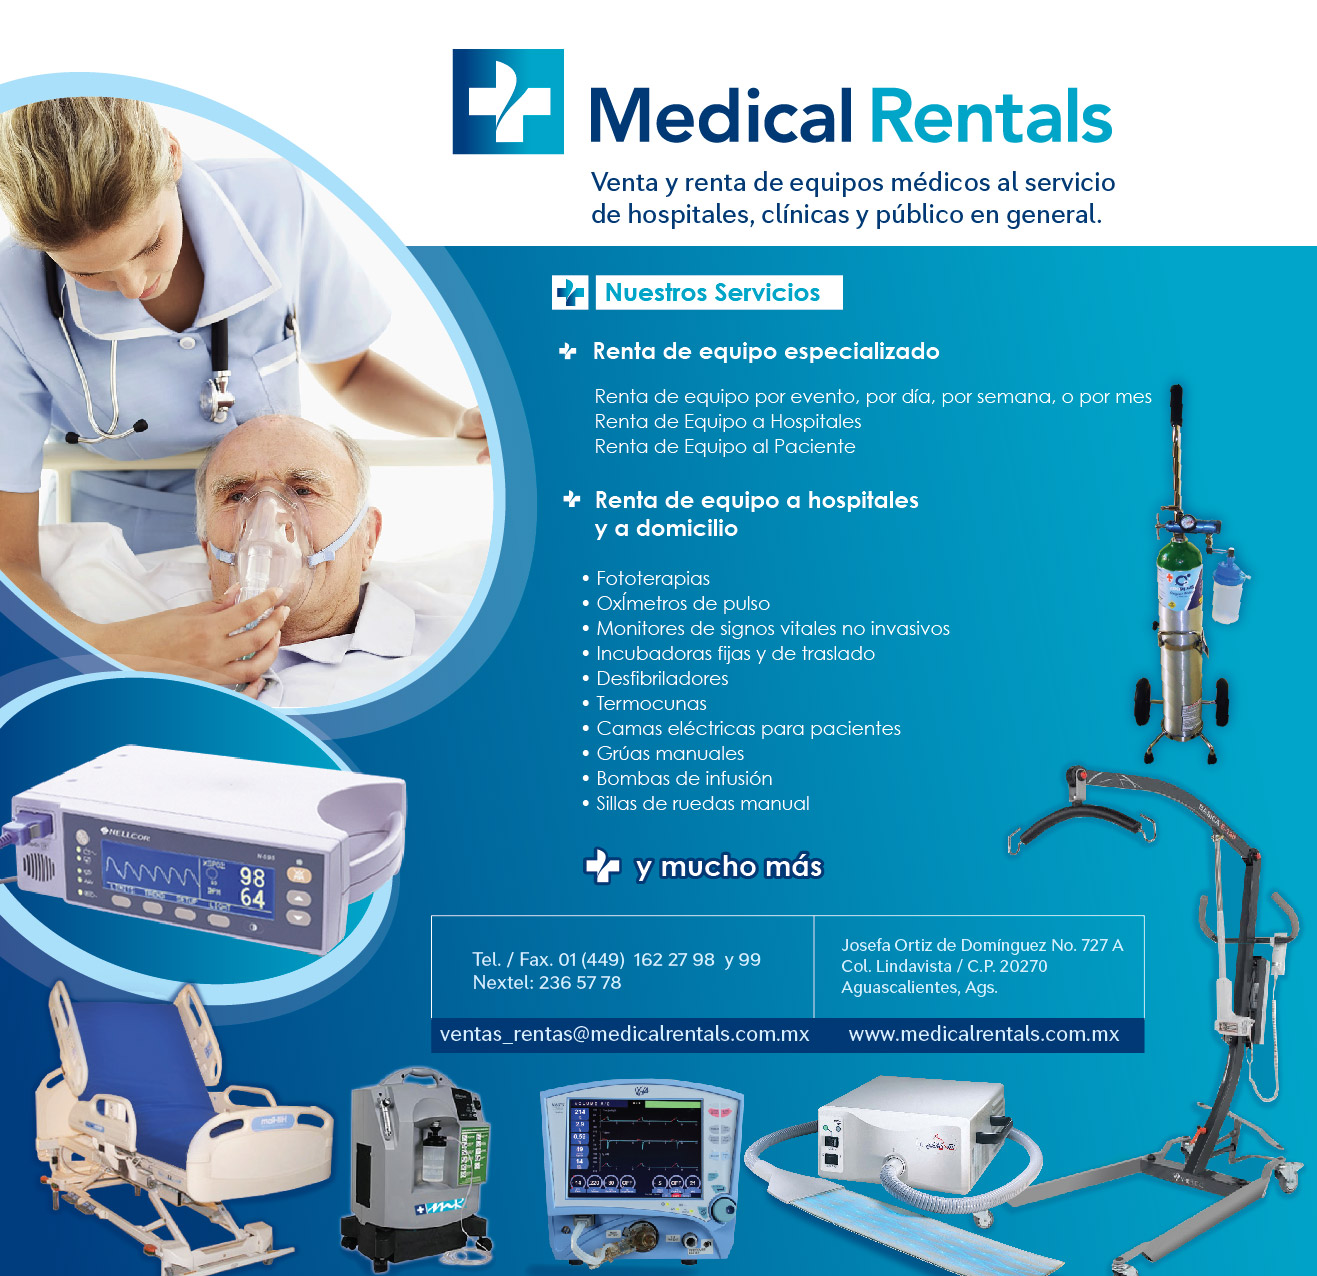 Medical Rentals
Venta y renta de equipos médicos al servicio
de hospitales, clínicas y público en general.
Nuestros Servicios
Renta de equipo especializado
Renta de equipo por evento, por día, por semana, o por mes
Renta de Equipo a Hospitales
Renta de Equipo al Paciente
Renta de equipo a hospitales
y a domicilio
• Fototerapias
• OxÍmetros de pulso
• Monitores de signos vitales no invasivos
• Incubadoras fijas y de traslado
• Desfibriladores
• Termocunas
• Camas eléctricas para pacientes
• Grúas manuales
• Bombas de infusión
• Sillas de ruedas manual
y mucho más
Tel. / Fax. 01 (449) 162 27 98 y 99
Nextel: 236 57 78
Josefa Ortiz de Domínguez No. 727 A
Col. Lindavista / C.P. 20270
Aguascalientes, Ags.
ventas_rentas@medicalrentals.com.mx
www.medicalrentals.com.mx
NELLCOR
98
64
LIGHT
BASICA
mk